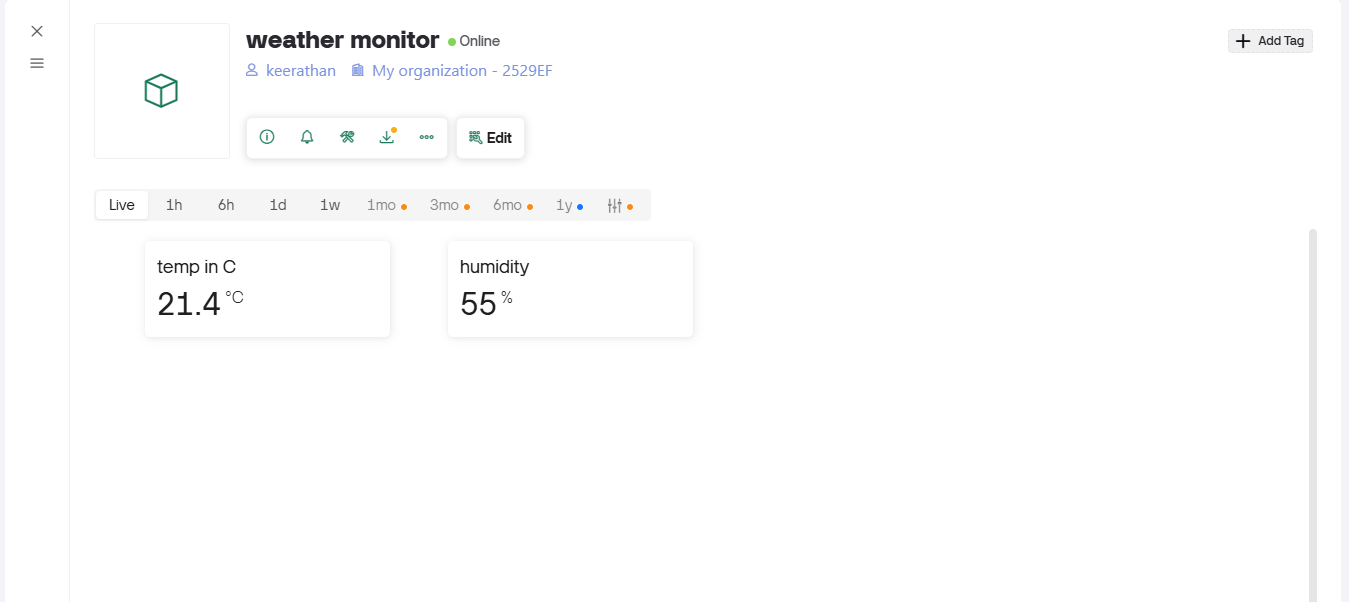 weather monitor Online
Add Tag
keerathan My organization - 2529EF
Edit
Live 1h 6h 1d 1w 1mo 3mo 6mo 1y
temp in C
21.4 °C
humidity
55 %